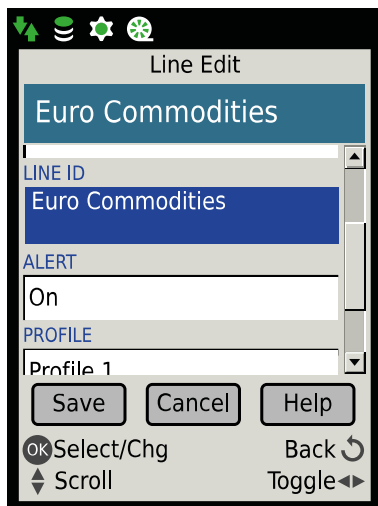 Line Edit
Euro Commodities
LINE ID
Euro Commodities
ALERT
On
PROFILE
Profile 1
Save Cancel Help
OK Select/Chg Back
Scroll Toggle